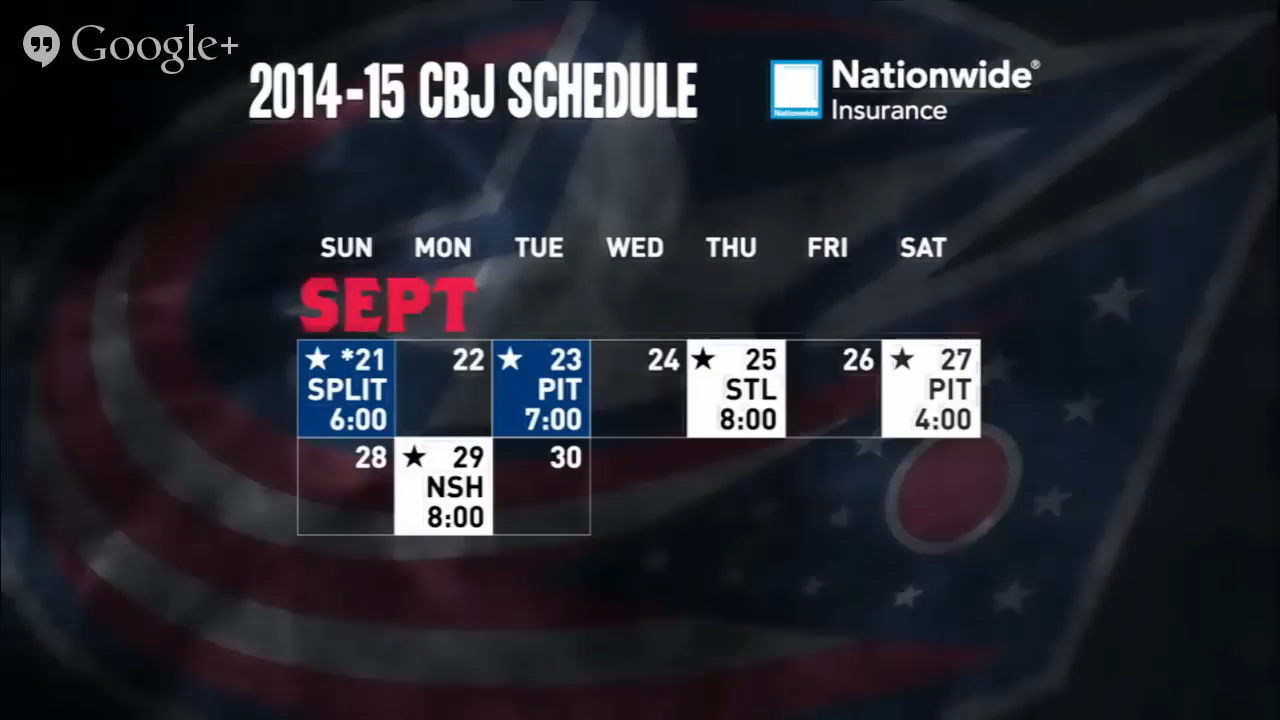 Google+
2014-15 CBJ SCHEDULE
Nationwide®
Insurance
Nationwide
SUN MON TUE WED THU FRI SAT
SEPT
★ *21 22 ★ 23 24 ★ 25 26 ★ 27
SPLIT PIT STL PIT
6:00 7:00 8:00 4:00
28 ★ 29 30
NSH
8:00